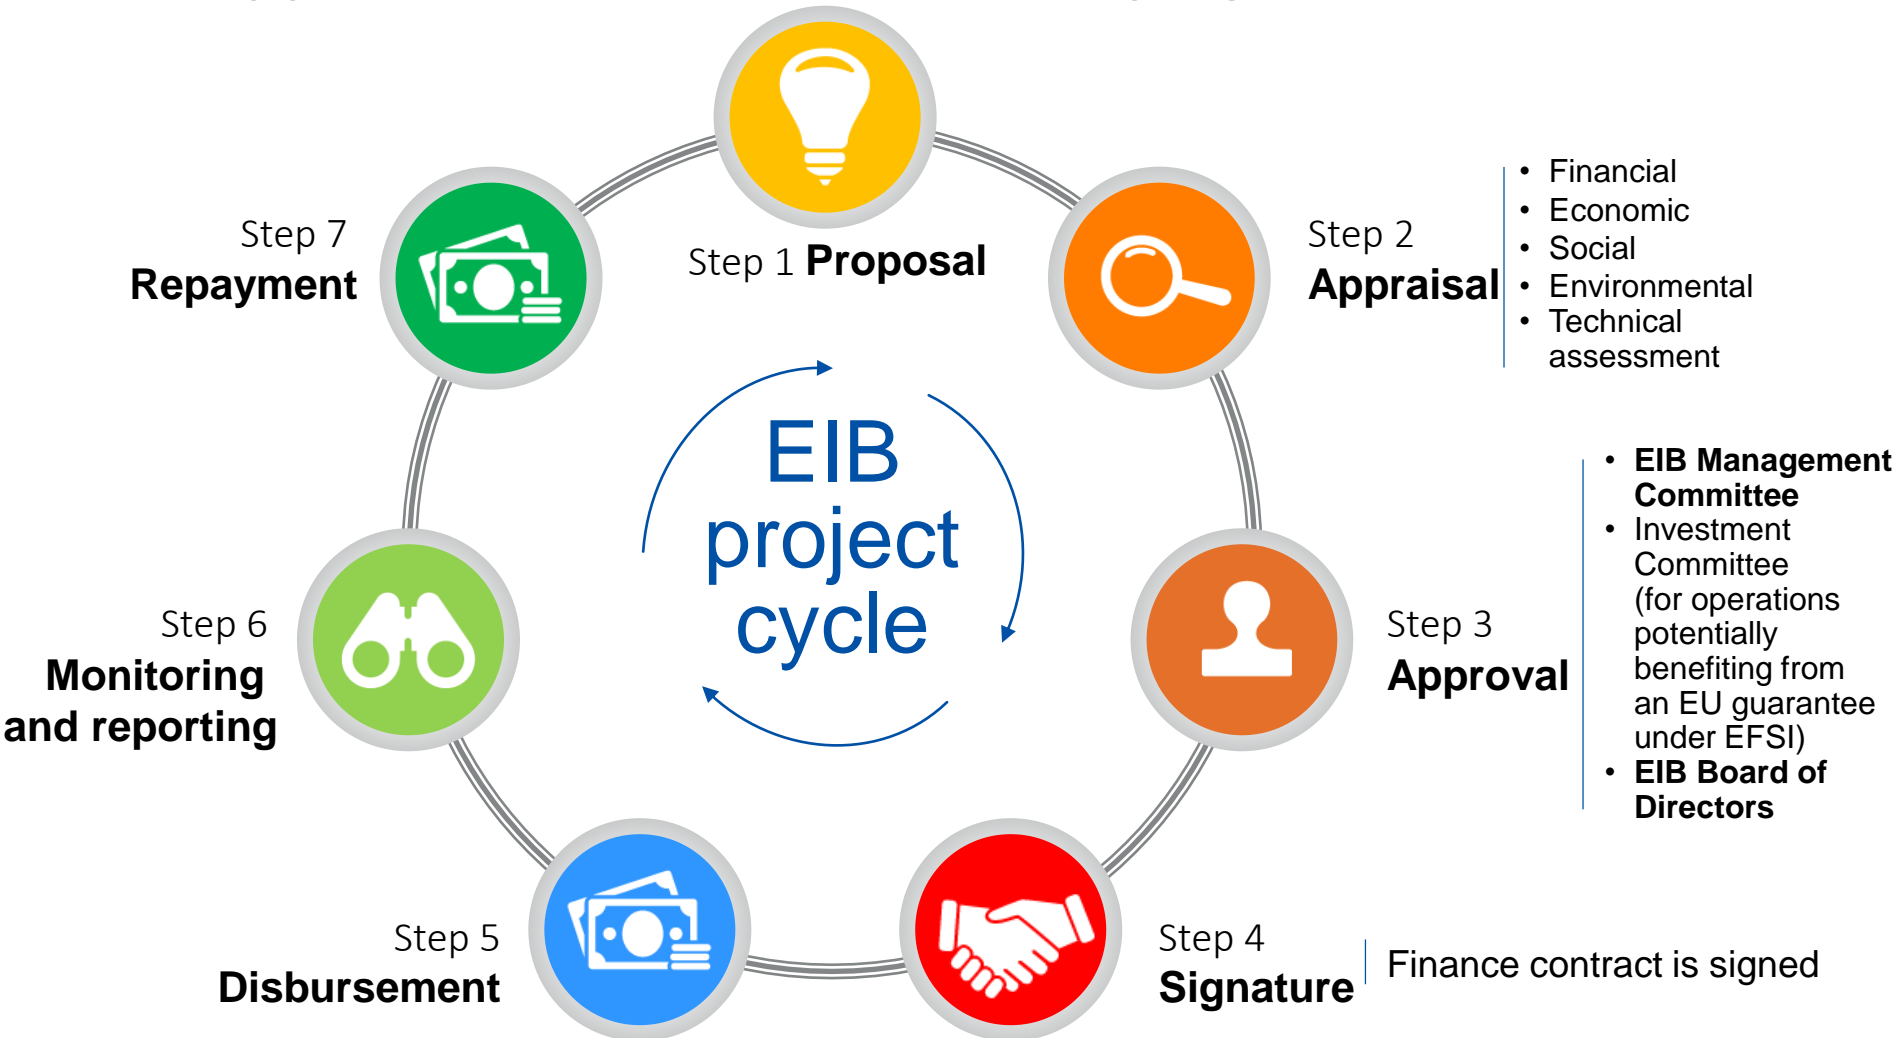 Step 1 Proposal
Step 2
Appraisal
• Financial
• Economic
• Social
• Environmental
• Technical
assessment
Step 3
Approval
• EIB Management
Committee
• Investment
Committee
(for operations
potentially
benefiting from
an EU guarantee
under EFSI)
• EIB Board of
Directors
Step 4
Signature
Finance contract is signed
Step 5
Disbursement
Step 6
Monitoring
and reporting
Step 7
Repayment
EIB
project
cycle